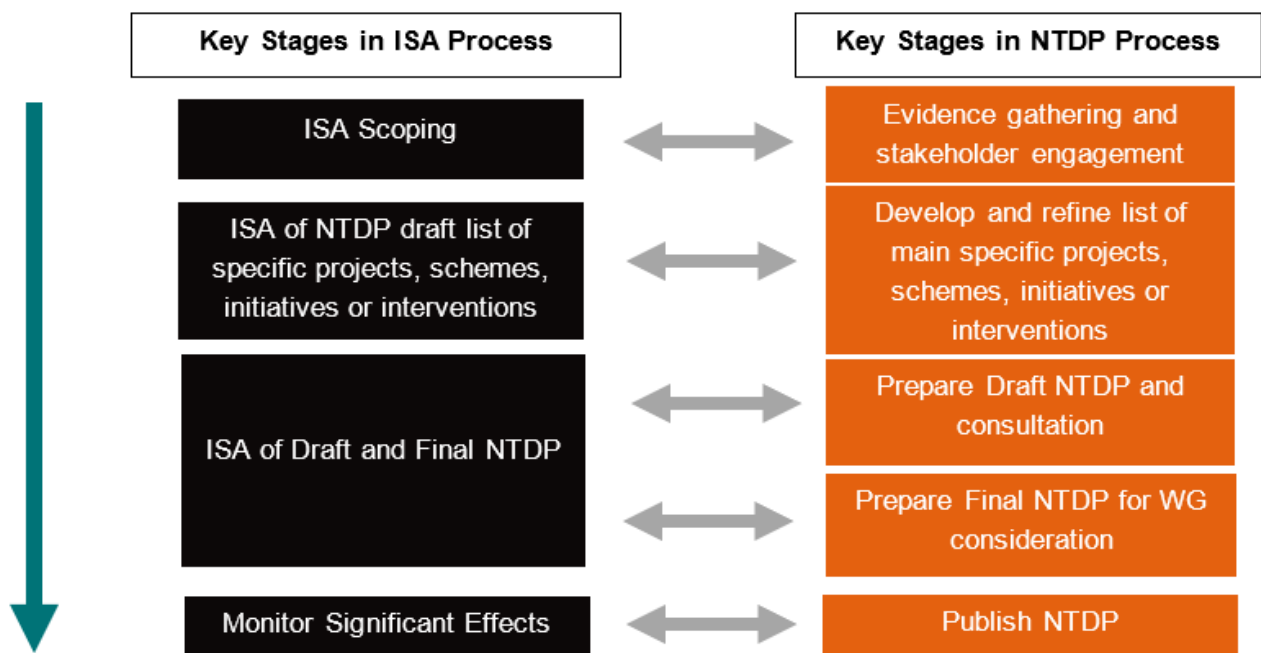 Key Stages in ISA Process
Key Stages in NTDP Process
ISA Scoping
Evidence gathering and
stakeholder engagement
ISA of NTDP draft list of
specific projects, schemes,
initiatives or interventions
Develop and refine list of
main specific projects,
schemes, initiatives or
interventions
ISA of Draft and Final NTDP
Prepare Draft NTDP and
consultation
Prepare Final NTDP for WG
consideration
Monitor Significant Effects
Publish NTDP